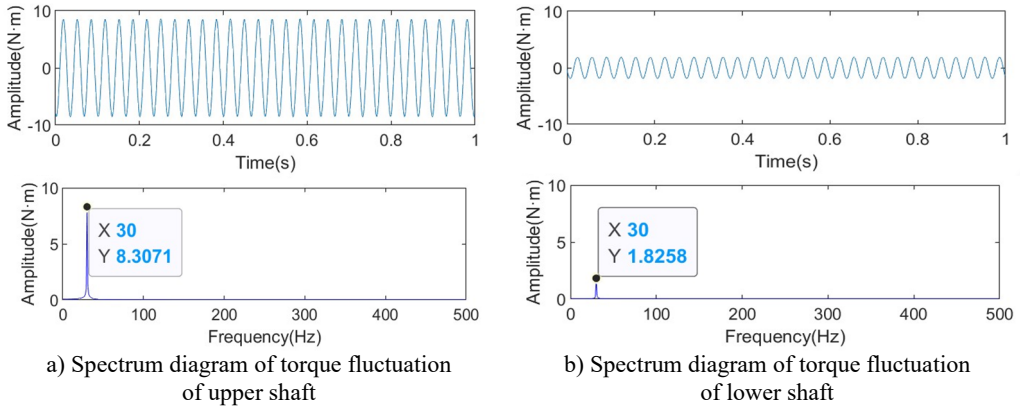 Amplitude(N·m)
10
0
-10
0 0.2 0.4 0.6 0.8 1
Time(s)
Amplitude(N·m)
10
5
0
X 30
Y 8.3071
0 100 200 300 400 500
Frequency(Hz)
a) Spectrum diagram of torque fluctuation
of upper shaft
Amplitude(N·m)
10
0
-10
0 0.2 0.4 0.6 0.8 1
Time(s)
Amplitude(N·m)
10
5
0
X 30
Y 1.8258
0 100 200 300 400 500
Frequency(Hz)
b) Spectrum diagram of torque fluctuation
of lower shaft